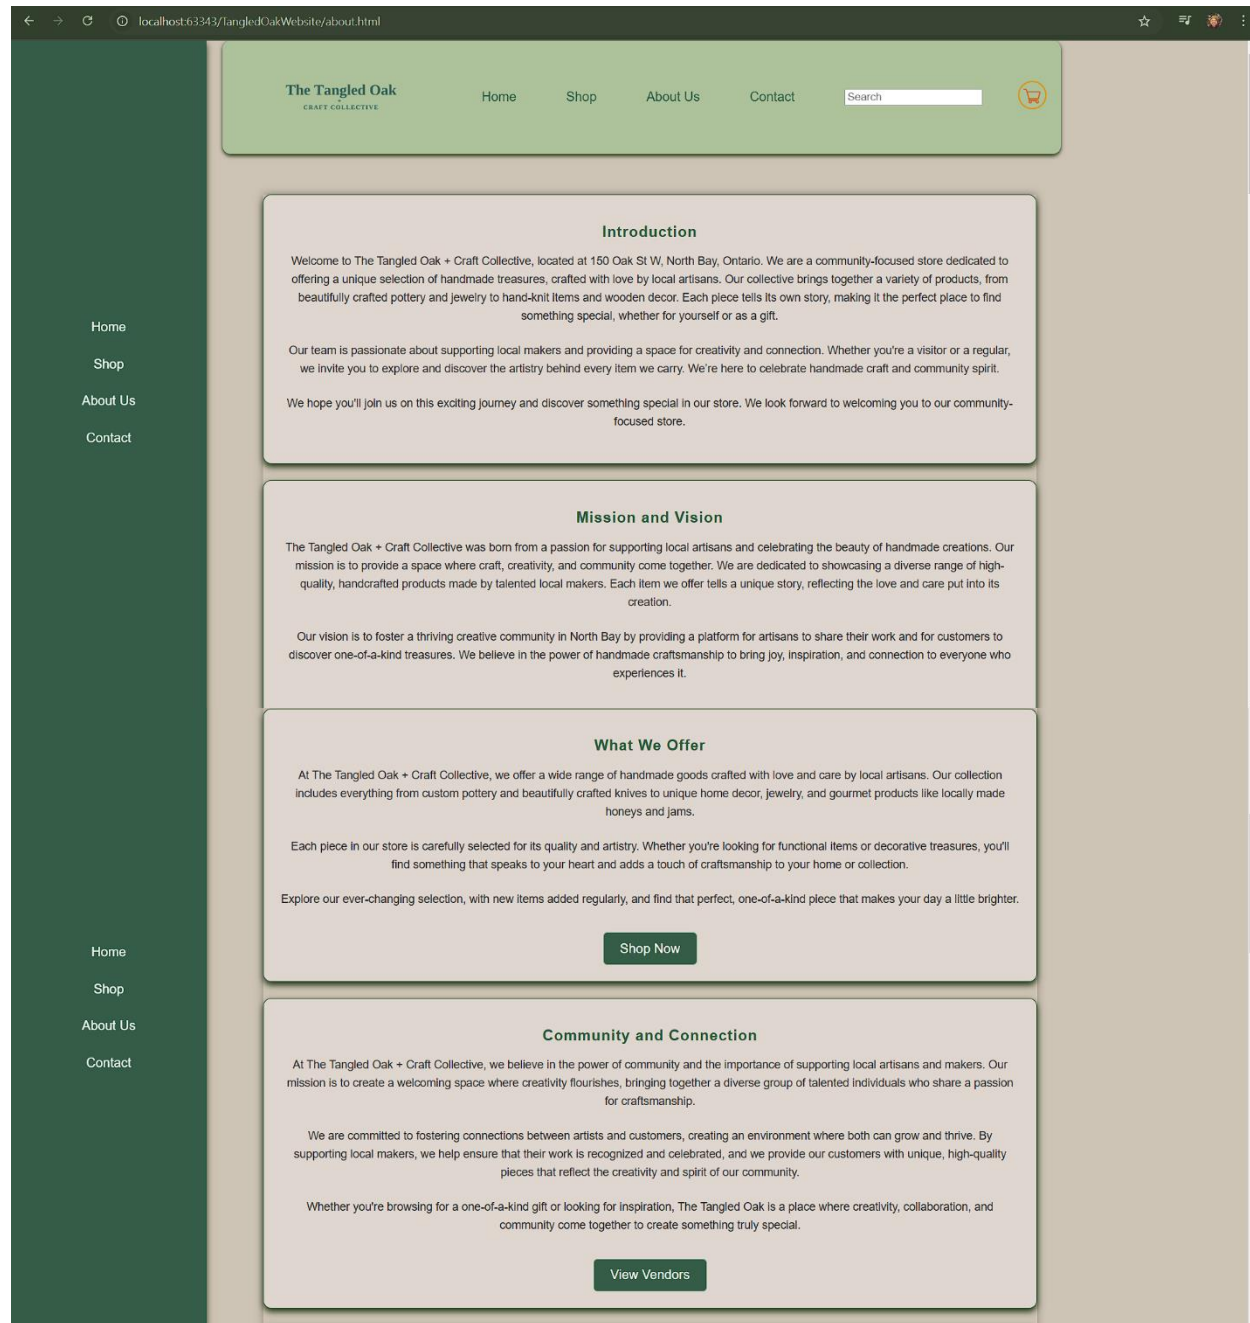 localhost:63343/TangledOakWebsite/about.html
The Tangled Oak
+
CRAFT COLLECTIVE
Home
Shop
About Us
Contact
Search
Home
Shop
About Us
Contact
Introduction
Welcome to The Tangled Oak + Craft Collective, located at 150 Oak St W, North Bay, Ontario. We are a community-focused store dedicated to
offering a unique selection of handmade treasures, crafted with love by local artisans. Our collective brings together a variety of products, from
beautifully crafted pottery and jewelry to hand-knit items and wooden decor. Each piece tells its own story, making it the perfect place to find
something special, whether for yourself or as a gift.
Our team is passionate about supporting local makers and providing a space for creativity and connection. Whether you're a visitor or a regular,
we invite you to explore and discover the artistry behind every item we carry. We're here to celebrate handmade craft and community spirit.
We hope you'll join us on this exciting journey and discover something special in our store. We look forward to welcoming you to our community-
focused store.
Mission and Vision
The Tangled Oak + Craft Collective was born from a passion for supporting local artisans and celebrating the beauty of handmade creations. Our
mission is to provide a space where craft, creativity, and community come together. We are dedicated to showcasing a diverse range of high-
quality, handcrafted products made by talented local makers. Each item we offer tells a unique story, reflecting the love and care put into its
creation.
Our vision is to foster a thriving creative community in North Bay by providing a platform for artisans to share their work and for customers to
discover one-of-a-kind treasures. We believe in the power of handmade craftsmanship to bring joy, inspiration, and connection to everyone who
experiences it.
What We Offer
At The Tangled Oak + Craft Collective, we offer a wide range of handmade goods crafted with love and care by local artisans. Our collection
includes everything from custom pottery and beautifully crafted knives to unique home decor, jewelry, and gourmet products like locally made
honeys and jams.
Each piece in our store is carefully selected for its quality and artistry. Whether you're looking for functional items or decorative treasures, you'll
find something that speaks to your heart and adds a touch of craftsmanship to your home or collection.
Explore our ever-changing selection, with new items added regularly, and find that perfect, one-of-a-kind piece that makes your day a little brighter.
Shop Now
Home
Shop
About Us
Contact
Community and Connection
At The Tangled Oak + Craft Collective, we believe in the power of community and the importance of supporting local artisans and makers. Our
mission is to create a welcoming space where creativity flourishes, bringing together a diverse group of talented individuals who share a passion
for craftsmanship.
We are committed to fostering connections between artists and customers, creating an environment where both can grow and thrive. By
supporting local makers, we help ensure that their work is recognized and celebrated, and we provide our customers with unique, high-quality
pieces that reflect the creativity and spirit of our community.
Whether you're browsing for a one-of-a-kind gift or looking for inspiration, The Tangled Oak is a place where creativity, collaboration, and
community come together to create something truly special.
View Vendors